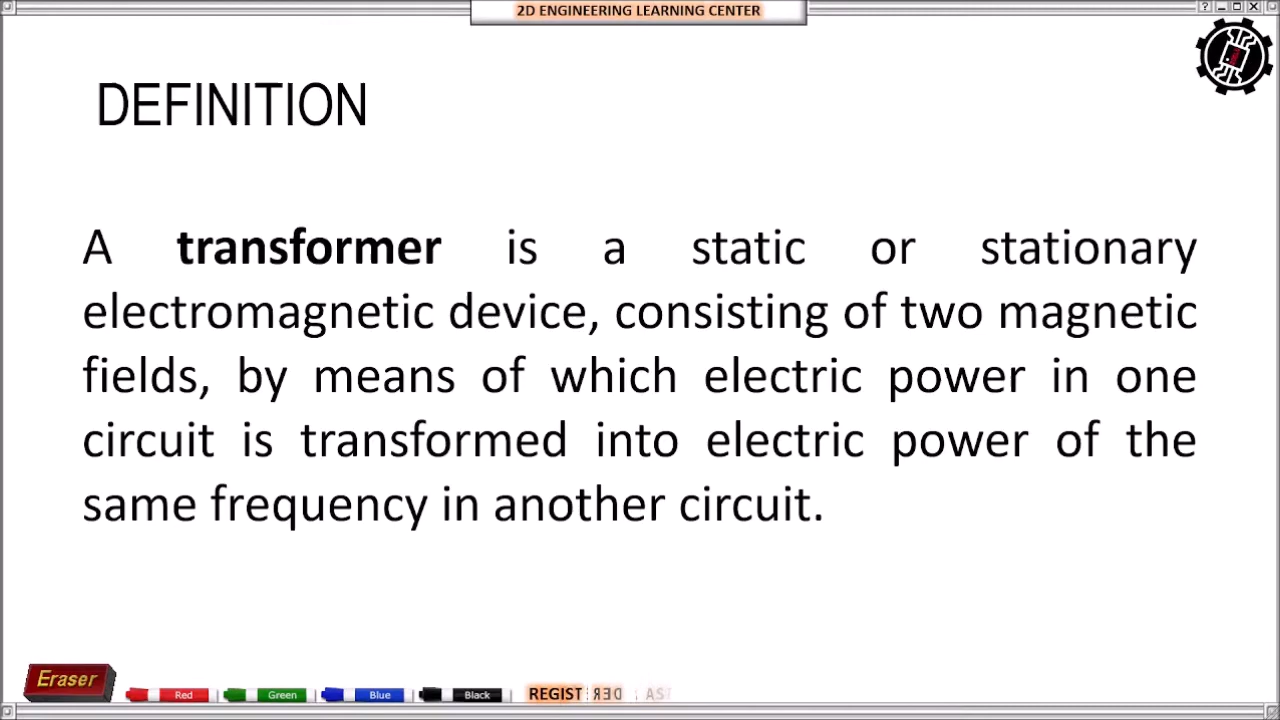 2D ENGINEERING LEARNING CENTER
DEFINITION
A transformer is a static or stationary
electromagnetic device, consisting of two magnetic
fields, by means of which electric power in one
circuit is transformed into electric power of the
same frequency in another circuit.
Eraser
Red
Green
Blue
Black
REGIST